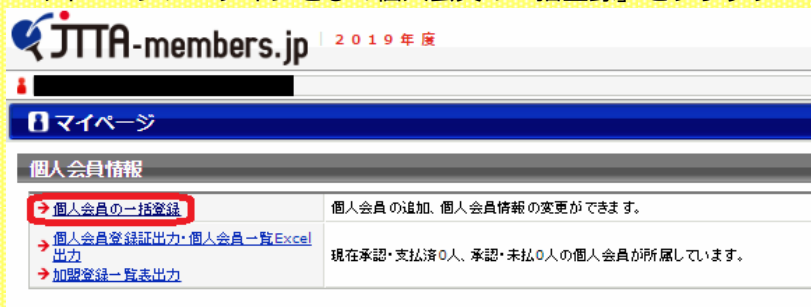 JTTA-members.jp
2019年度
マイページ
個人会員情報
個人会員の一括登録
個人会員の追加、個人会員情報の変更ができます。
個人会員登録証出力・個人会員一覧Excel
出力
加盟登録一覧表出力
現在承認・支払済0人、承認・未払0人の個人会員が所属しています。